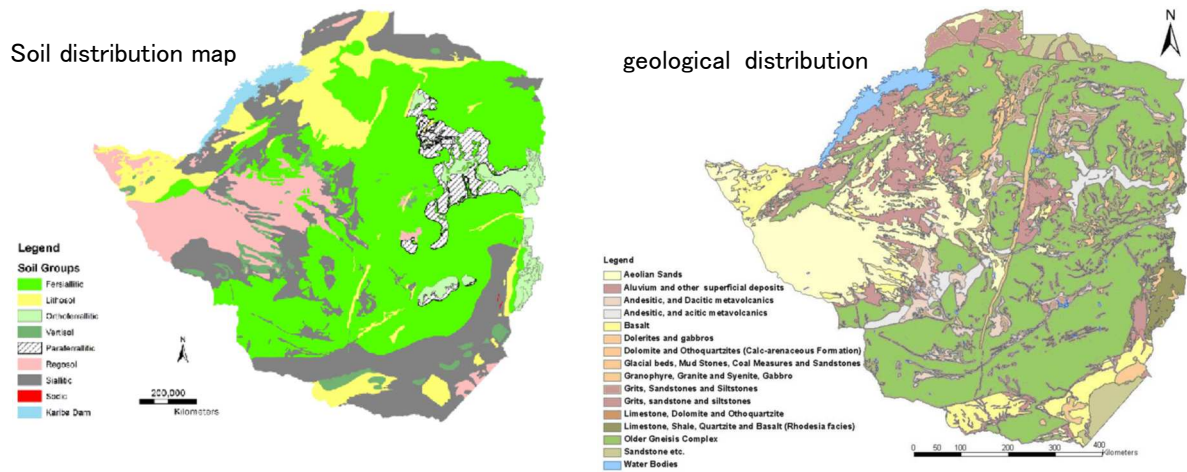 Soil distribution map
Legend
Soil Groups
Fersiallitic
Lithosol
Ortoferrallitic
Vertisol
Paraferrallitic
Regosol
Siallitic
Sodic
Kariba Dam
N
200,000
Kilometers
geological distribution
N
Legend
Aeolian Sands
Aluvium and other superficial deposits
Andesitic, and Dacitic metavolcanics
Andesitic, and acitic metavolcanics
Basalt
Dolerites and gabbros
Dolomite and Othoquartzites (Calc-arenaceous Formation)
Glacial beds, Mud Stones, Coal Measures and Sandstones
Granophyre, Granite and Syenite, Gabbro
Grits, Sandstones and Siltstones
Grits, sandstone and siltstones
Limestone, Dolomite and Othoquartzite
Limestone, Shale, Quartzite and Basalt (Rhodesia facies)
Older Gneisis Complex
Sandstone etc.
Water Bodies
0 50 100 200 300 400
Kilometers